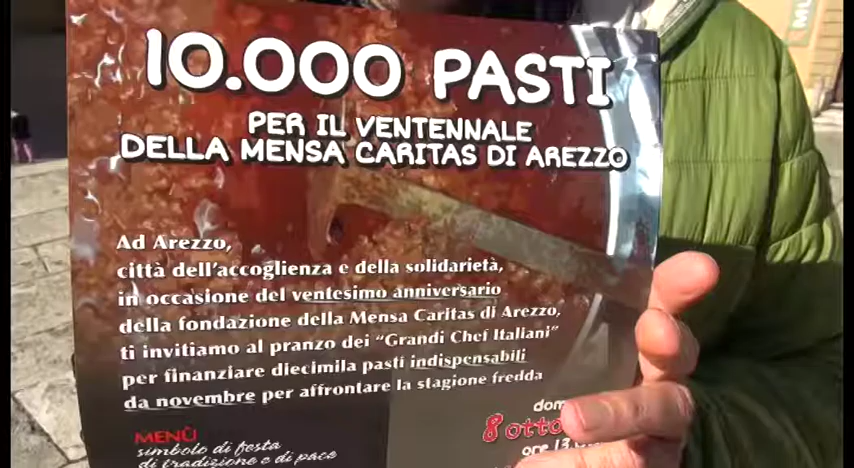 10.000 PASTI
PER IL VENTENNALE
DELLA MENSA CARITAS DI AREZZO
Ad Arezzo,
città dell'accoglienza e della solidarietà,
in occasione del ventesimo anniversario
della fondazione della Mensa Caritas di Arezzo,
ti invitiamo al pranzo dei "Grandi Chef Italiani"
per finanziare diecimila pasti indispensabili
da novembre per affrontare la stagione fredda
MENÙ
simbolo di festa
di tradizione e di pace
8
ore